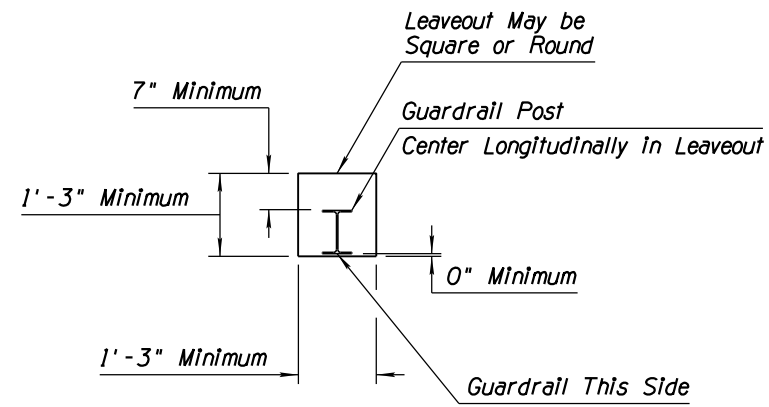 Leaveout May be
Square or Round
7" Minimum
Guardrail Post
Center Longitudinally in Leaveout
1'-3" Minimum
0" Minimum
1'-3" Minimum
Guardrail This Side